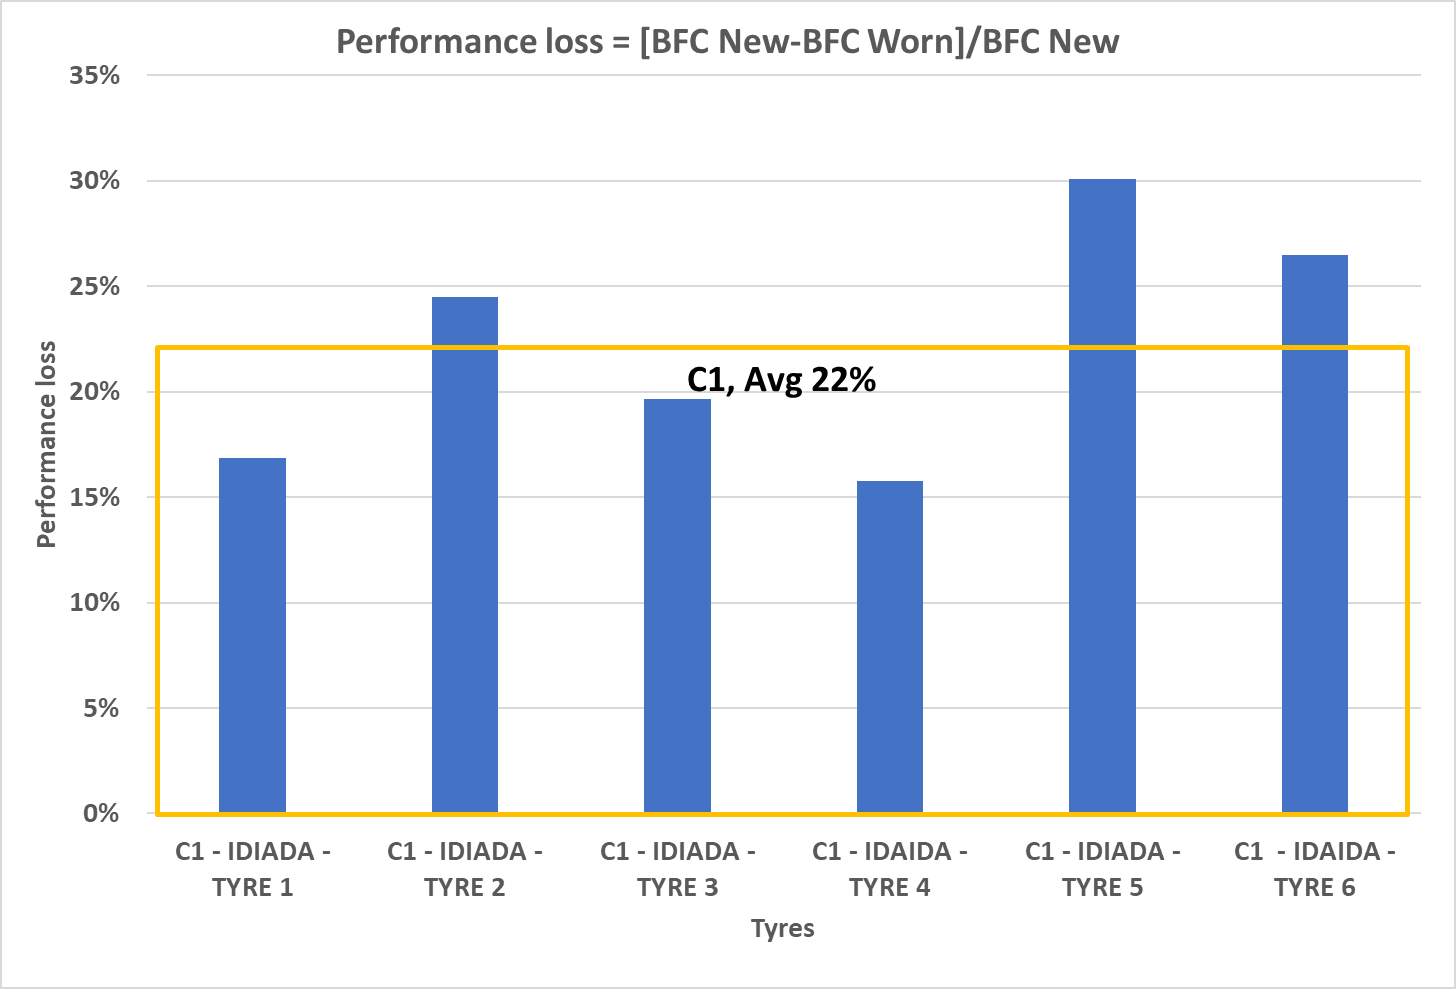 Performance loss = [BFC New-BFC Worn]/BFC New
35%
30%
25%
20%
15%
10%
5%
0%
Performance loss
C1, Avg 22%
C1 - IDIADA -
TYRE 1
C1 - IDIADA -
TYRE 2
C1 - IDIADA -
TYRE 3
C1 - IDAIDA -
TYRE 4
C1 - IDIADA -
TYRE 5
C1  - IDAIDA -
TYRE 6
Tyres